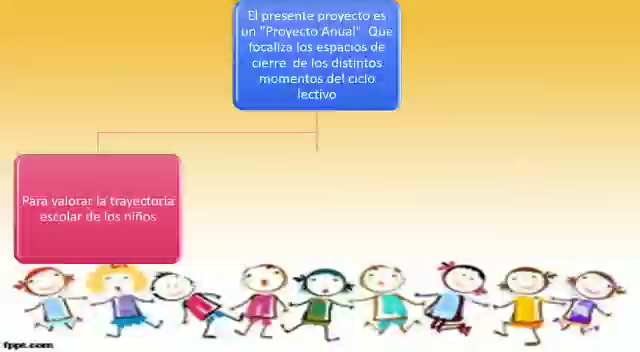 El presente proyecto es
un "Proyecto Anual"  Que
focaliza los espacios de
cierre  de los distintos
momentos del ciclo
lectivo
Para valorar la trayectoria
escolar de los niños
fppt.com